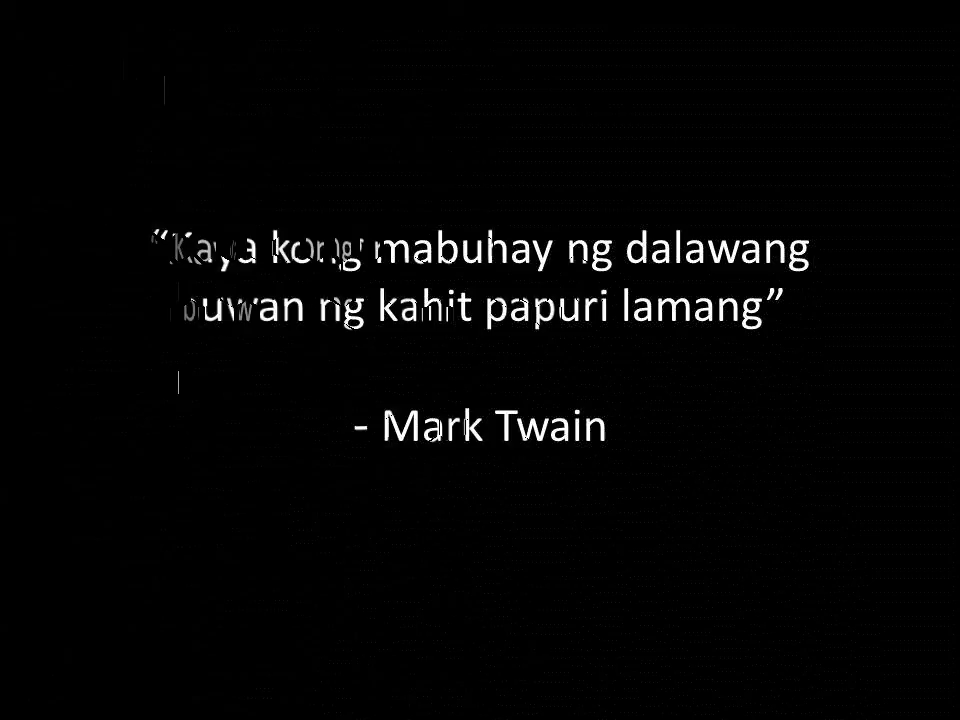 “Kaya kong mabuhay ng dalawang
buwan ng kahit papuri lamang”
- Mark Twain